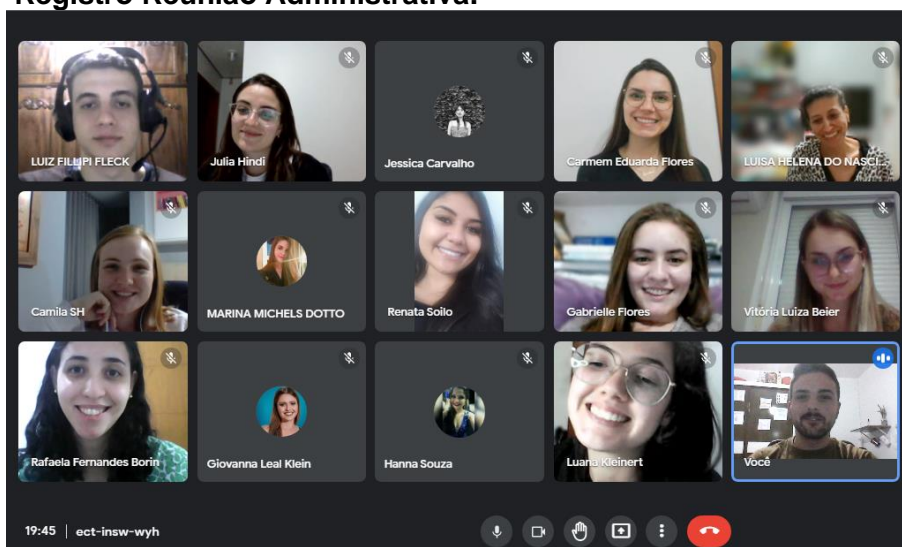 Registro Reunião Administrativa:
LUIZ FILLIPI FLECK
Julia Hindi
Jessica Carvalho
Carmem Eduarda Flores
LUISA HELENA DO NASCI...
Camila SH
MARINA MICHELS DOTTO
Renata Soilo
Gabrielle Flores
Vitória Luiza Beier
Rafaela Fernandes Borin
Giovanna Leal Klein
Hanna Souza
Luana Kleinert
Você
19:45 | ect-insw-wyh